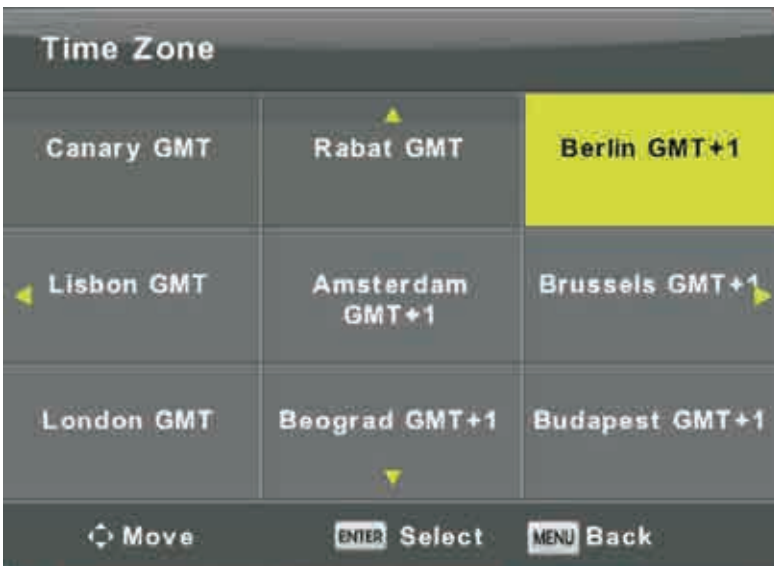 Time Zone
Canary GMT
Rabat GMT
Berlin GMT+1
Lisbon GMT
Amsterdam
GMT+1
Brussels GMT+1
London GMT
Beograd GMT+1
Budapest GMT+1
Move
ENTER Select
MENU Back